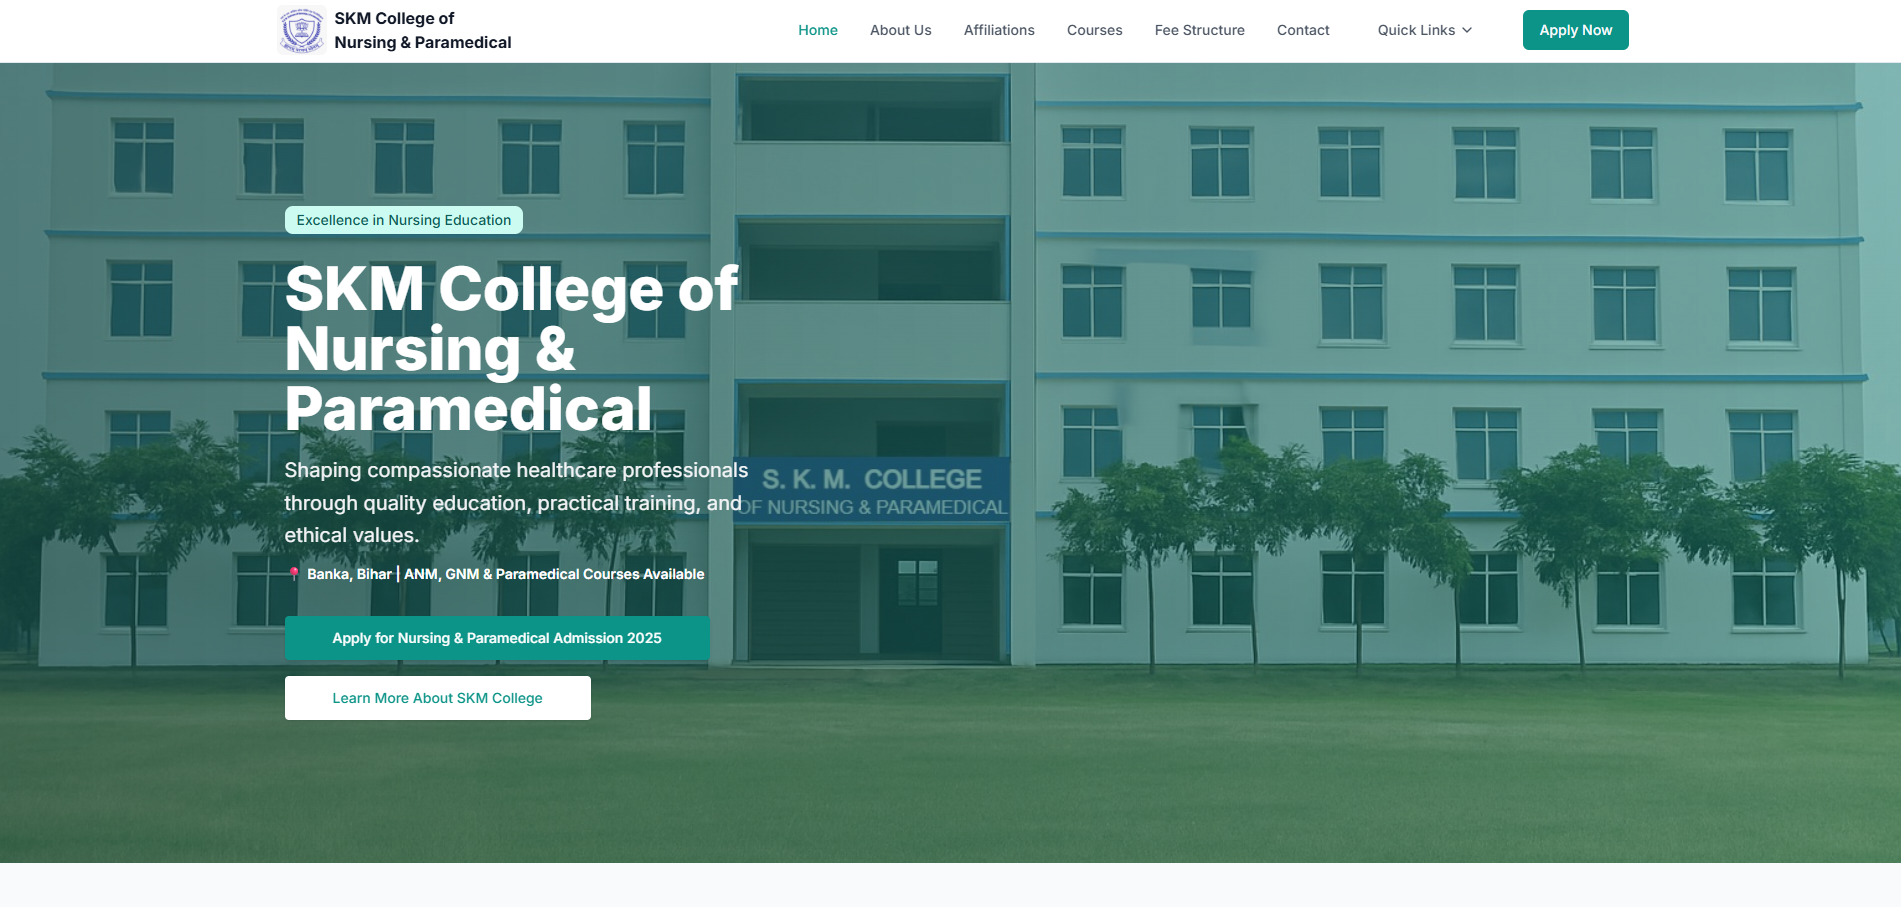 SKM College of
Nursing & Paramedical
Home
About Us
Affiliations
Courses
Fee Structure
Contact
Quick Links
Apply Now
Excellence in Nursing Education
SKM College of
Nursing &
Paramedical
Shaping compassionate healthcare professionals
through quality education, practical training, and
ethical values.
📍 Banka, Bihar | ANM, GNM & Paramedical Courses Available
Apply for Nursing & Paramedical Admission 2025
Learn More About SKM College
S. K. M. COLLEGE
OF NURSING & PARAMEDICAL